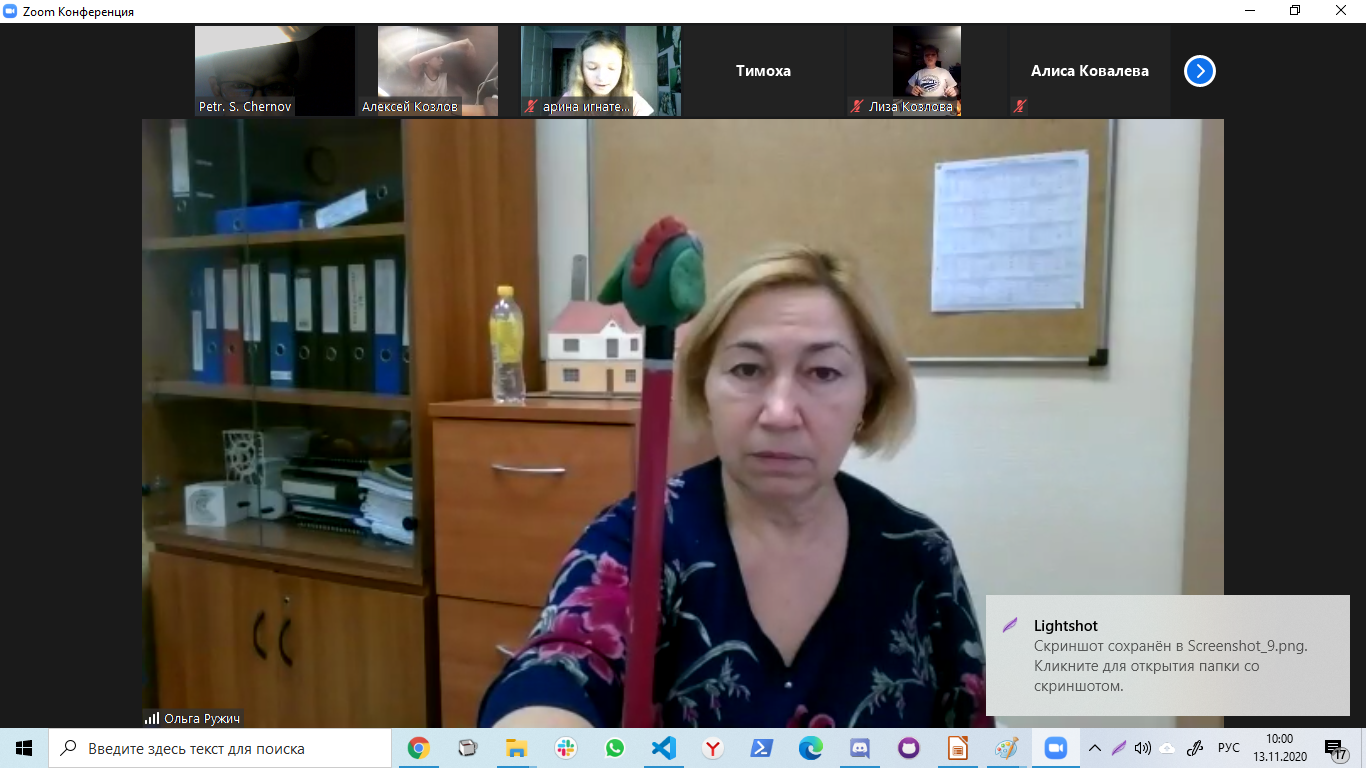 Zoom Конференция
Petr. S. Chernov
Алексей Козлов
арина игнате...
Тимоха
Лиза Козлова
Алиса Ковалева
Ольга Ружич
Lightshot
Скриншот сохранён в Screenshot_9.png.
Кликните для открытия папки со
скриншотом.
Введите здесь текст для поиска
РУС
10:00
13.11.2020
17